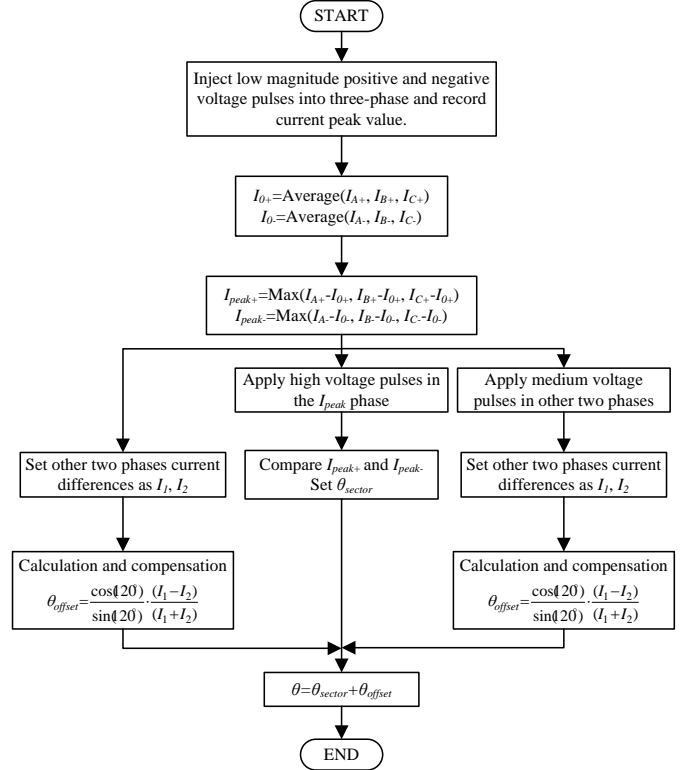 START
Inject low magnitude positive and negative
voltage pulses into three-phase and record
current peak value.
I0+=Average(IA+, IB+, IC+)
I0-=Average(IA-, IB-, IC-)
Ipeak+=Max(IA+-I0+, IB+-I0+, IC+-I0+)
Ipeak-=Max(IA--I0-, IB--I0-, IC--I0-)
Apply high voltage pulses in
the Ipeak phase
Apply medium voltage
pulses in other two phases
Set other two phases current
differences as I1, I2
Compare Ipeak+ and Ipeak-
Set θsector
Set other two phases current
differences as I1, I2
Calculation and compensation
θoffset=cos(120°)/sin(120°)·(I1-I2)/(I1+I2)
Calculation and compensation
θoffset=cos(120°)/sin(120°)·(I1-I2)/(I1+I2)
θ=θsector+θoffset
END